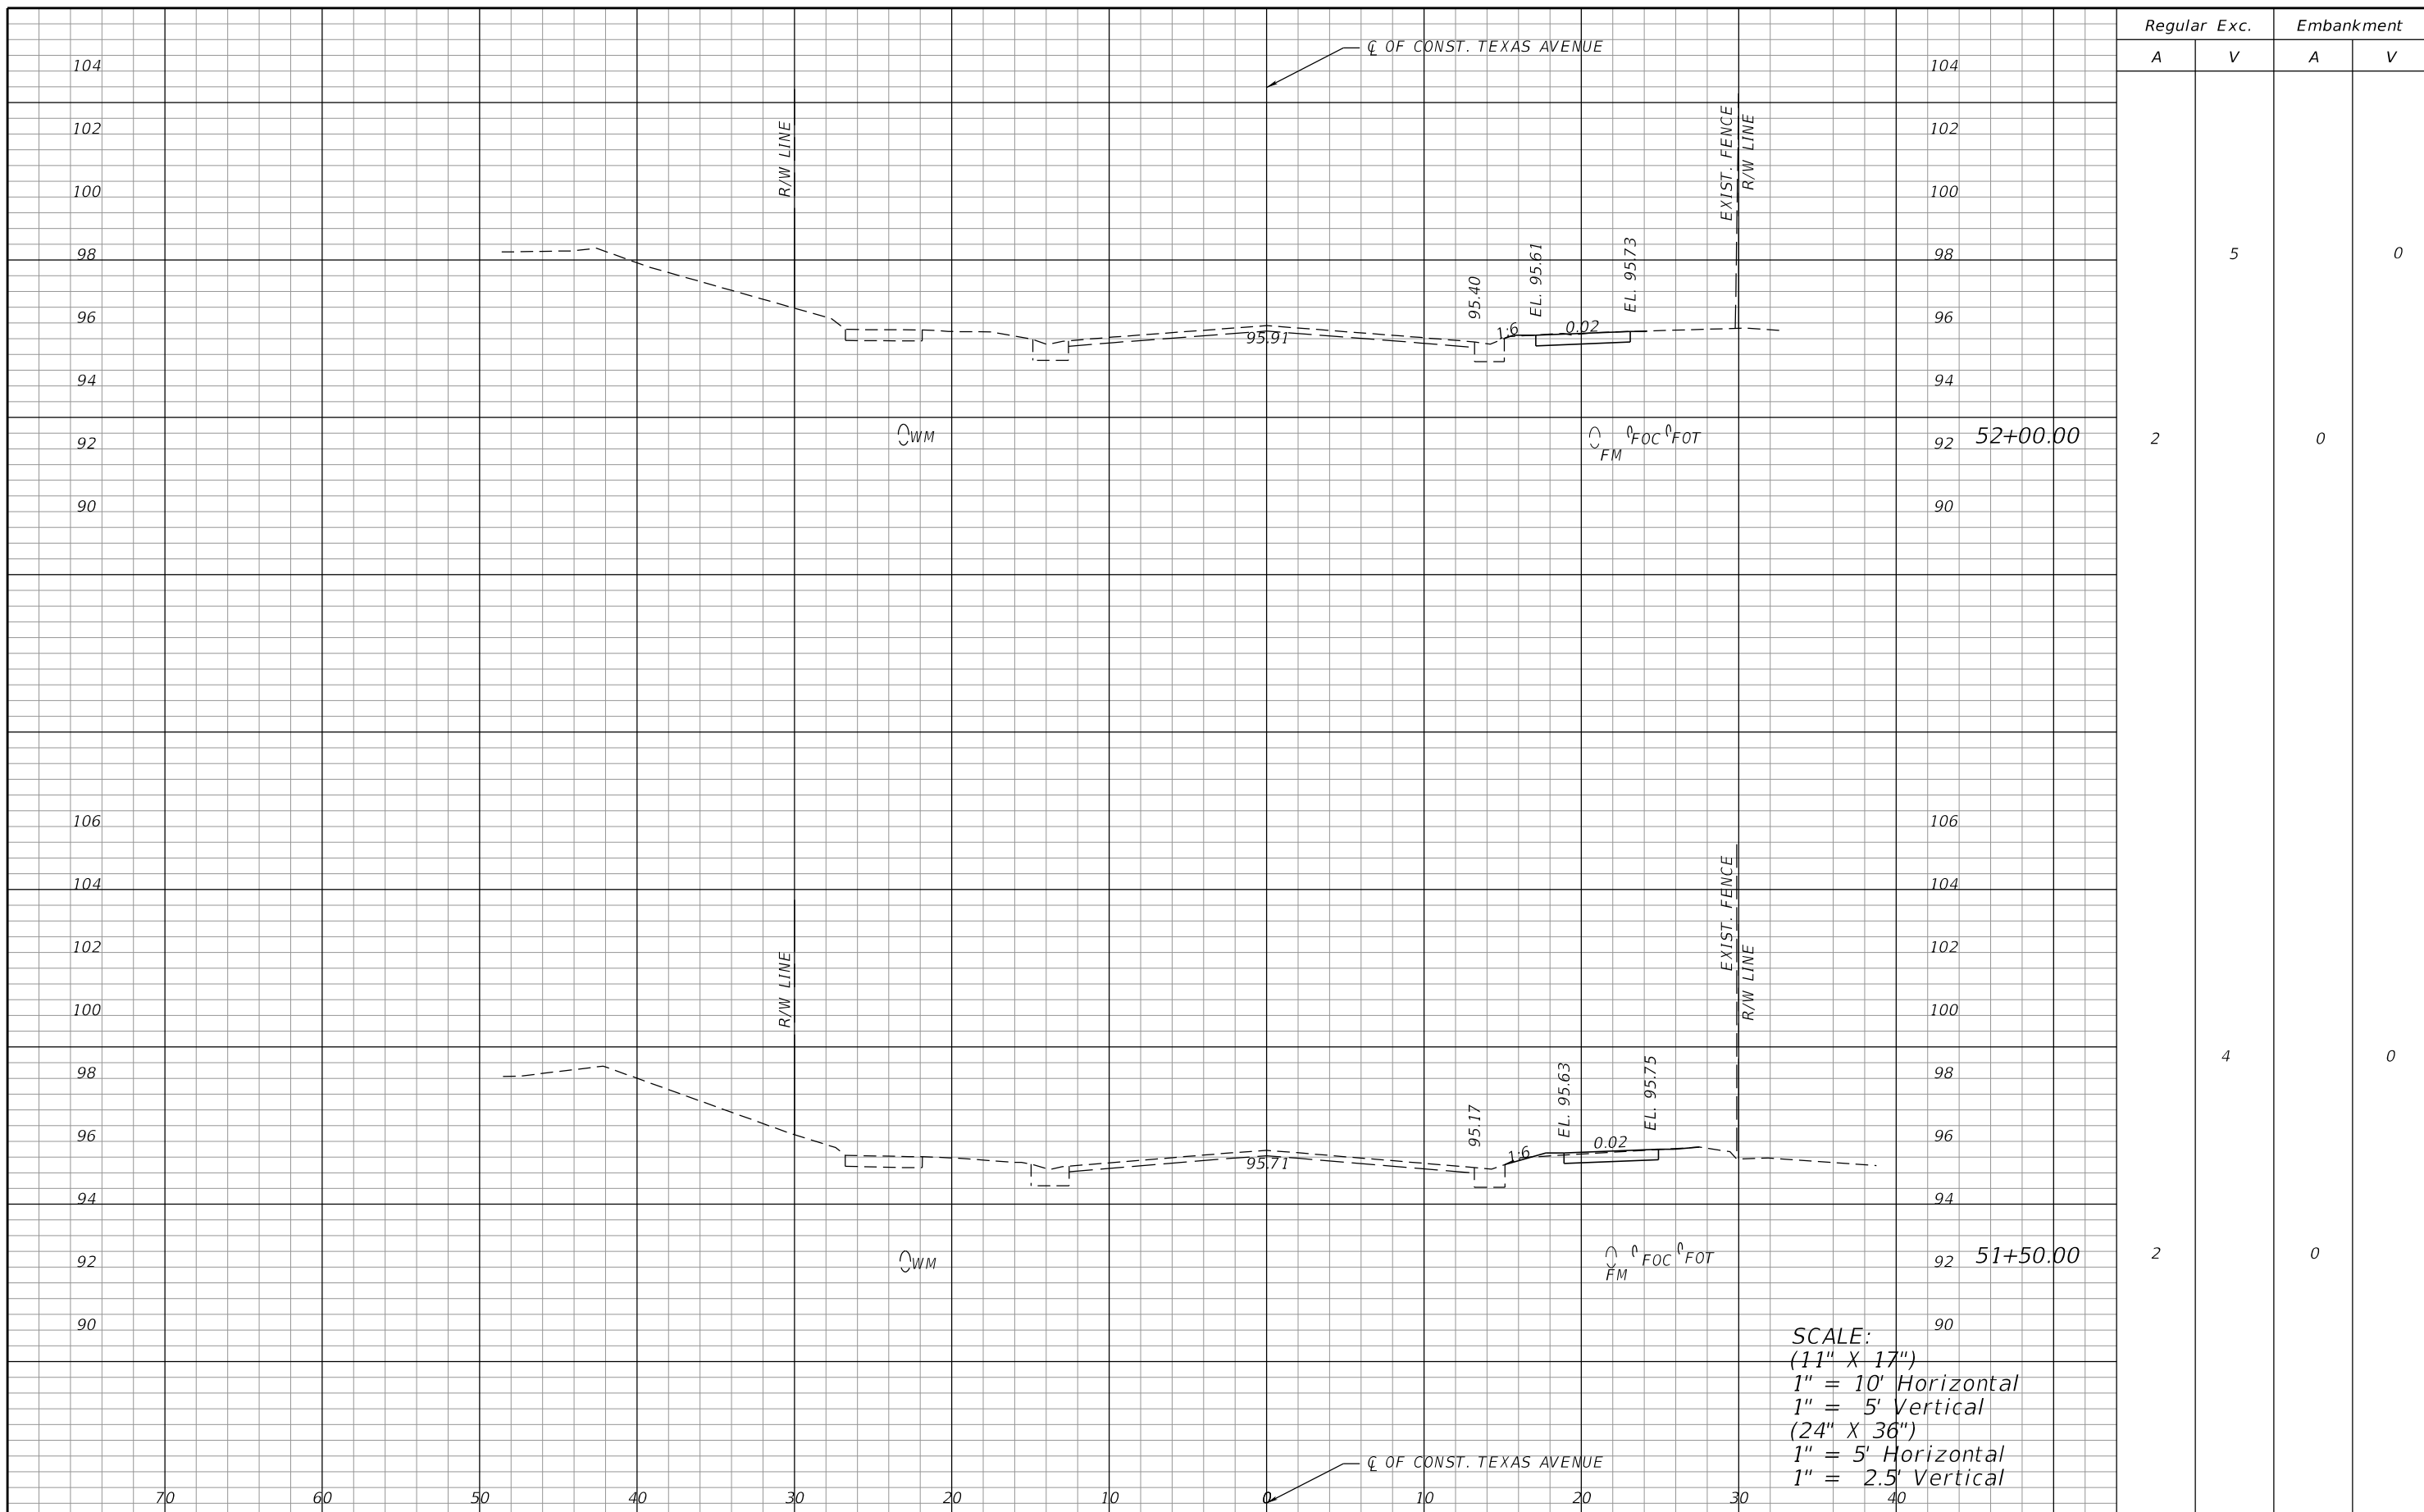 Regular Exc. Embankment
A V A V
℄ OF CONST. TEXAS AVENUE
104 104
102 102
R/W LINE
EXIST. FENCE
R/W LINE
100 100
98 98
5 0
95.40
EL. 95.61
EL. 95.73
96 96
1:6
0.02
95.91
94 94
92 92
WM
FM
FOC
FOT
52+00.00
2 0
90 90
106 106
104 104
EXIST. FENCE
R/W LINE
102 102
R/W LINE
100 100
98 98
4 0
95.17
EL. 95.63
EL. 95.75
96 96
1:6
0.02
95.71
94 94
92 92
WM
FM
FOC
FOT
51+50.00
2 0
90 90
SCALE:
(11" X 17")
1" = 10' Horizontal
1" = 5' Vertical
(24" X 36")
1" = 5' Horizontal
1" = 2.5' Vertical
℄ OF CONST. TEXAS AVENUE
70 60 50 40 30 20 10 0 10 20 30 40